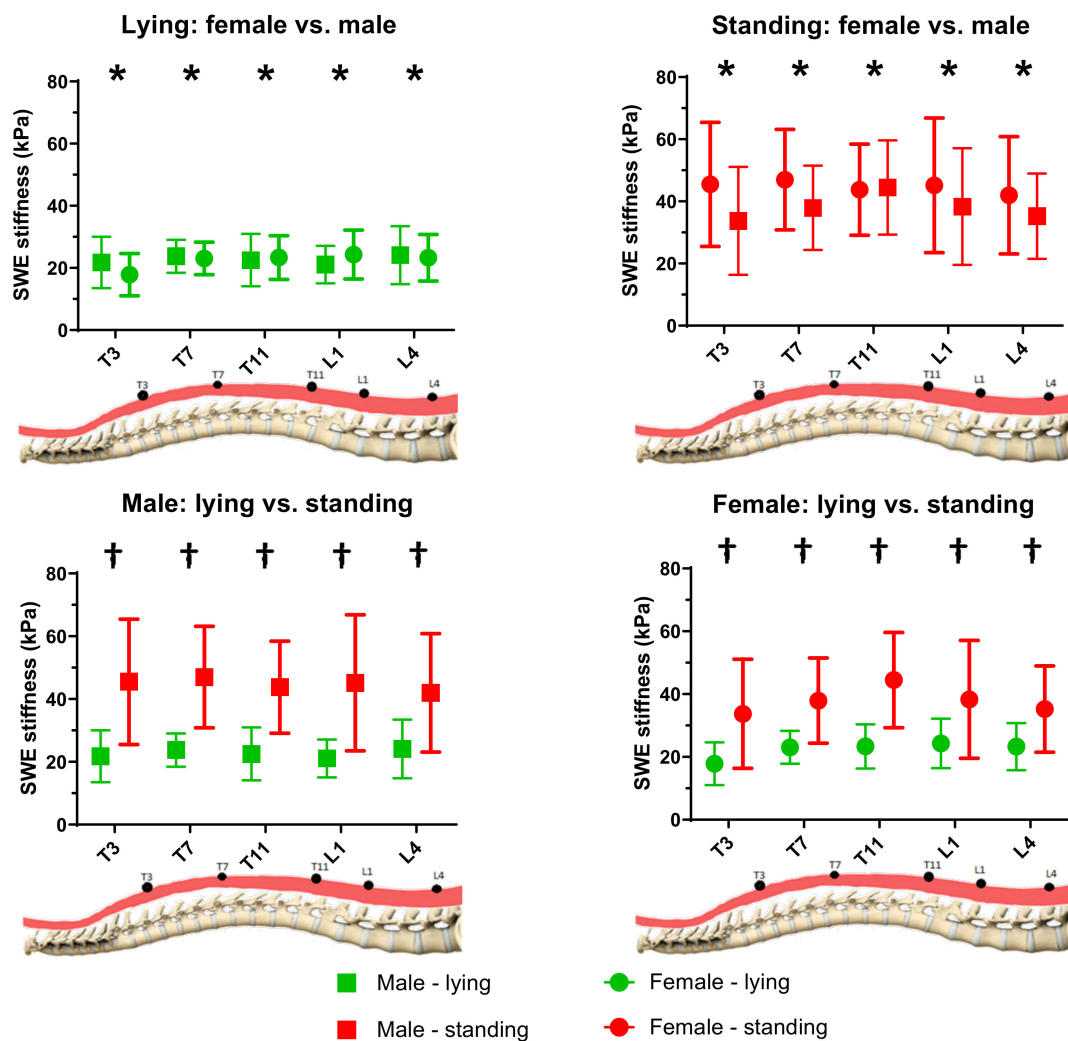 Lying: female vs. male
* * * * *
SWE stiffness (kPa)
80
60
40
20
0
T3 T7 T11 L1 L4
T3 T7 T11 L1 L4
Standing: female vs. male
* * * * *
SWE stiffness (kPa)
80
60
40
20
0
T3 T7 T11 L1 L4
T3 T7 T11 L1 L4
Male: lying vs. standing
† † † † †
SWE stiffness (kPa)
80
60
40
20
0
T3 T7 T11 L1 L4
T3 T7 T11 L1 L4
Female: lying vs. standing
† † † † †
SWE stiffness (kPa)
80
60
40
20
0
T3 T7 T11 L1 L4
T3 T7 T11 L1 L4
Male - lying
Female - lying
Male - standing
Female - standing